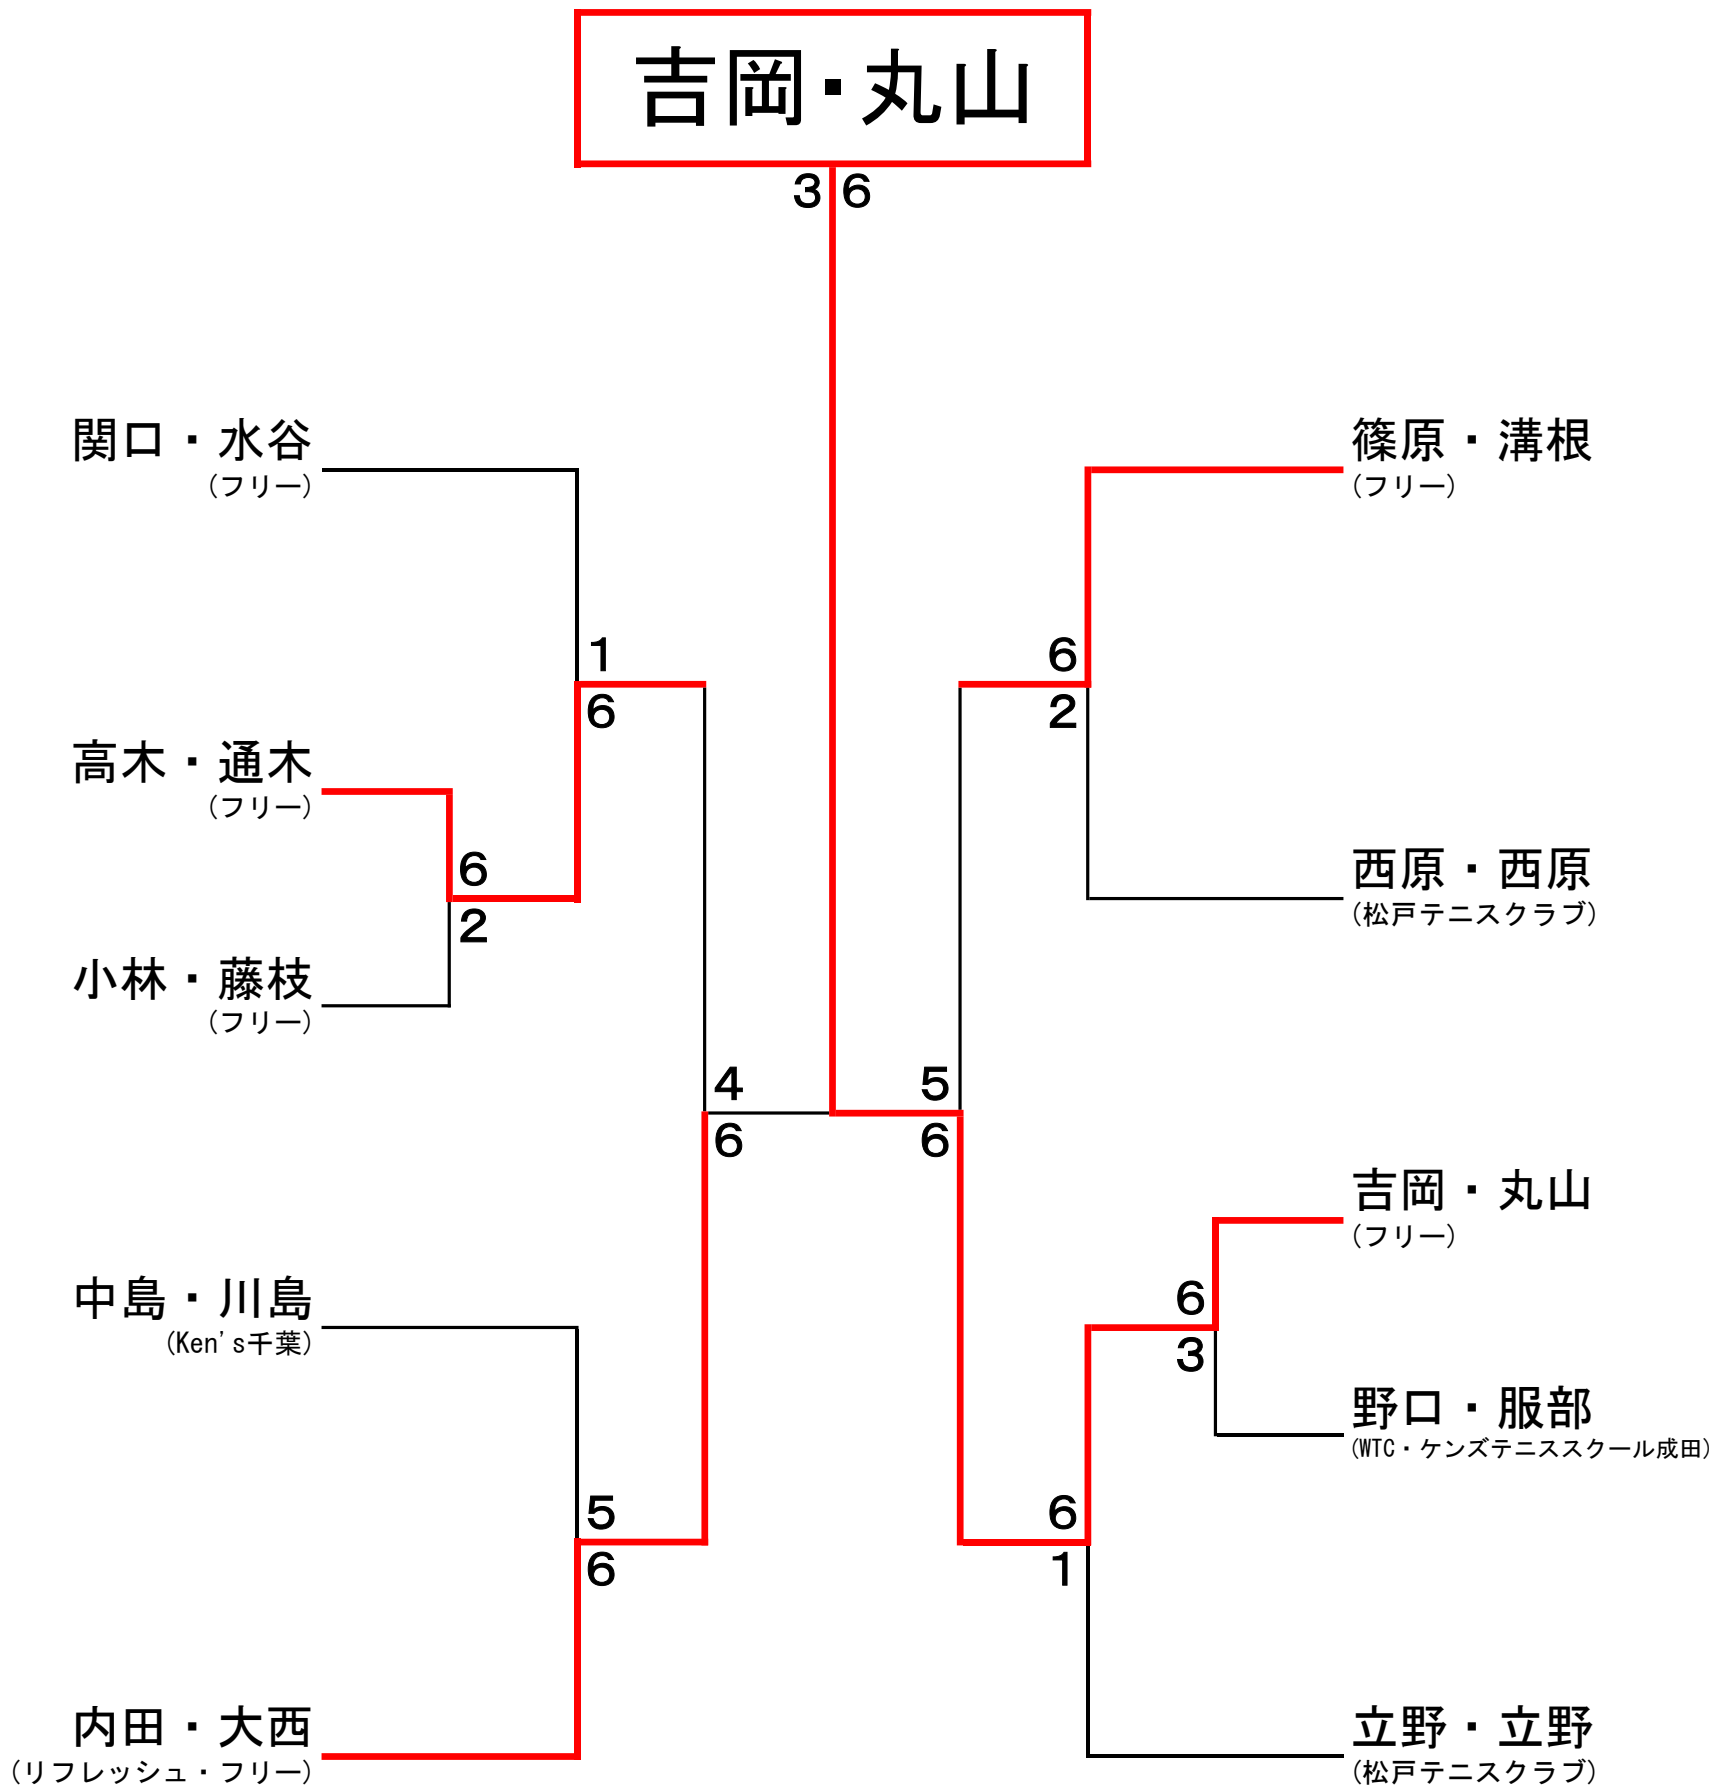 吉岡・丸山
3 6
関口・水谷
(フリー)
1
6
高木・通木
(フリー)
6
2
小林・藤枝
(フリー)
4
6
中島・川島
(Ken's千葉)
5
6
内田・大西
(リフレッシュ・フリー)
篠原・溝根
(フリー)
6
2
西原・西原
(松戸テニスクラブ)
5
6
吉岡・丸山
(フリー)
6
3
野口・服部
(WTC・ケンズテニススクール成田)
6
1
立野・立野
(松戸テニスクラブ)